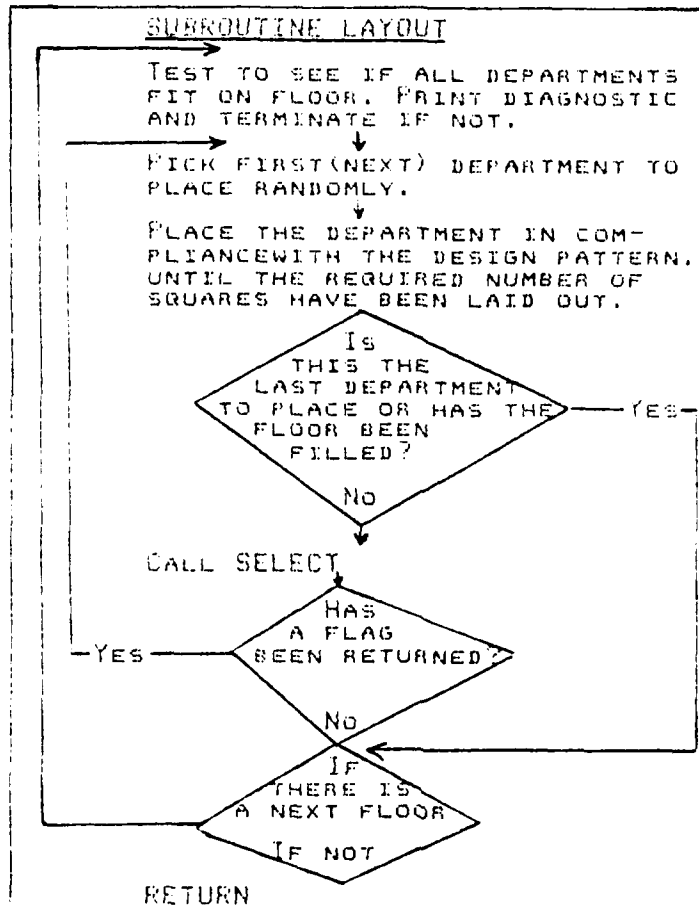 SUBROUTINE LAYOUT
TEST TO SEE IF ALL DEPARTMENTS
FIT ON FLOOR. PRINT DIAGNOSTIC
AND TERMINATE IF NOT.
PICK FIRST(NEXT) DEPARTMENT TO
PLACE RANDOMLY.
PLACE THE DEPARTMENT IN COM-
PLIANCEWITH THE DESIGN PATTERN.
UNTIL THE REQUIRED NUMBER OF
SQUARES HAVE BEEN LAID OUT.
IS
THIS THE
LAST DEPARTMENT
TO PLACE OR HAS THE
FLOOR BEEN
FILLED?
YES
NO
CALL SELECT
HAS
A FLAG
BEEN RETURNED?
YES
NO
IF
THERE IS
A NEXT FLOOR
IF NOT
RETURN